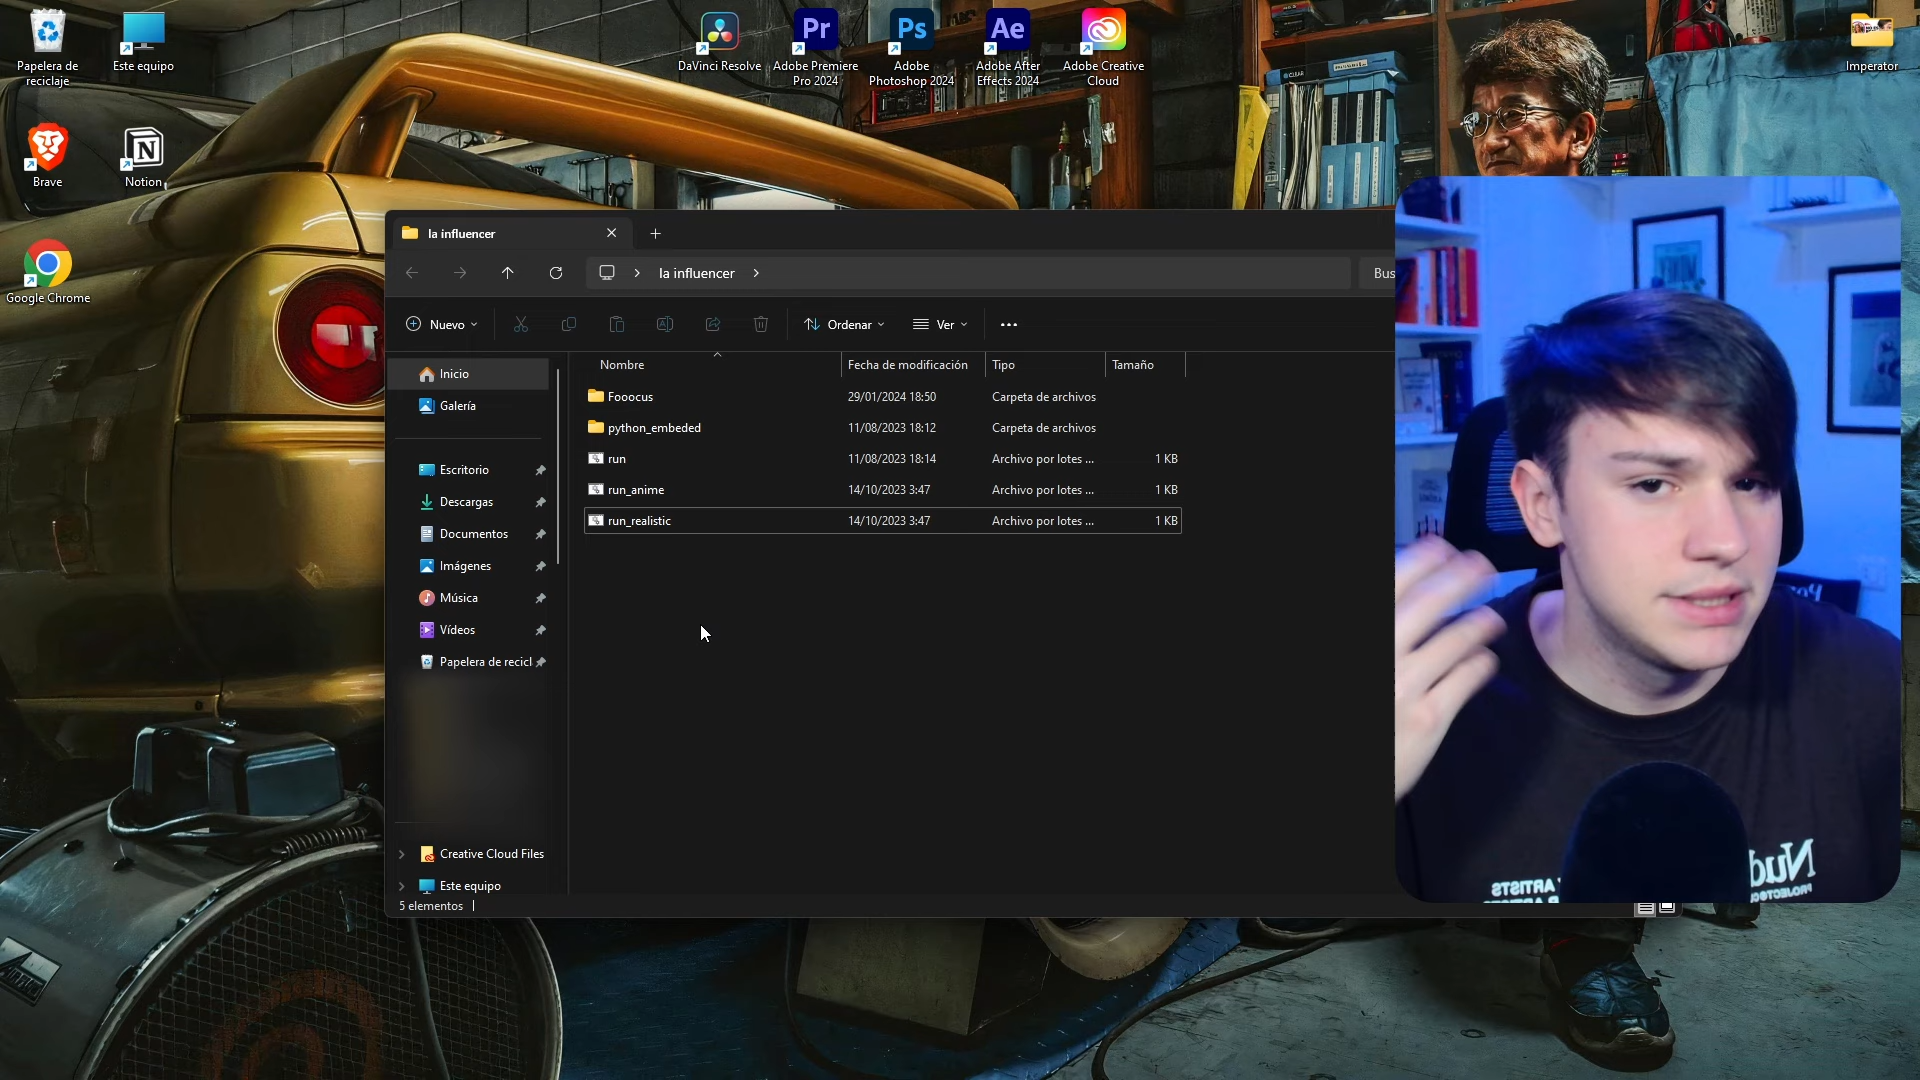 Papelera de
reciclaje
Este equipo
DaVinci Resolve
Pr
Adobe Premiere
Pro 2024
Ps
Adobe
Photoshop 2024
Ae
Adobe After
Effects 2024
Adobe Creative
Cloud
Imperator
Brave
Notion
Google Chrome
la influencer
la influencer
Bus
Nuevo
Ordenar
Ver
Nombre
Fecha de modificación
Tipo
Tamaño
Inicio
Galería
Escritorio
Descargas
Documentos
Imágenes
Música
Vídeos
Papelera de recicl
Creative Cloud Files
Este equipo
Fooocus 29/01/2024 18:50 Carpeta de archivos
python_embeded 11/08/2023 18:12 Carpeta de archivos
run 11/08/2023 18:14 Archivo por lotes ... 1 KB
run_anime 14/10/2023 3:47 Archivo por lotes ... 1 KB
run_realistic 14/10/2023 3:47 Archivo por lotes ... 1 KB
5 elementos
Nud
ARTISTS